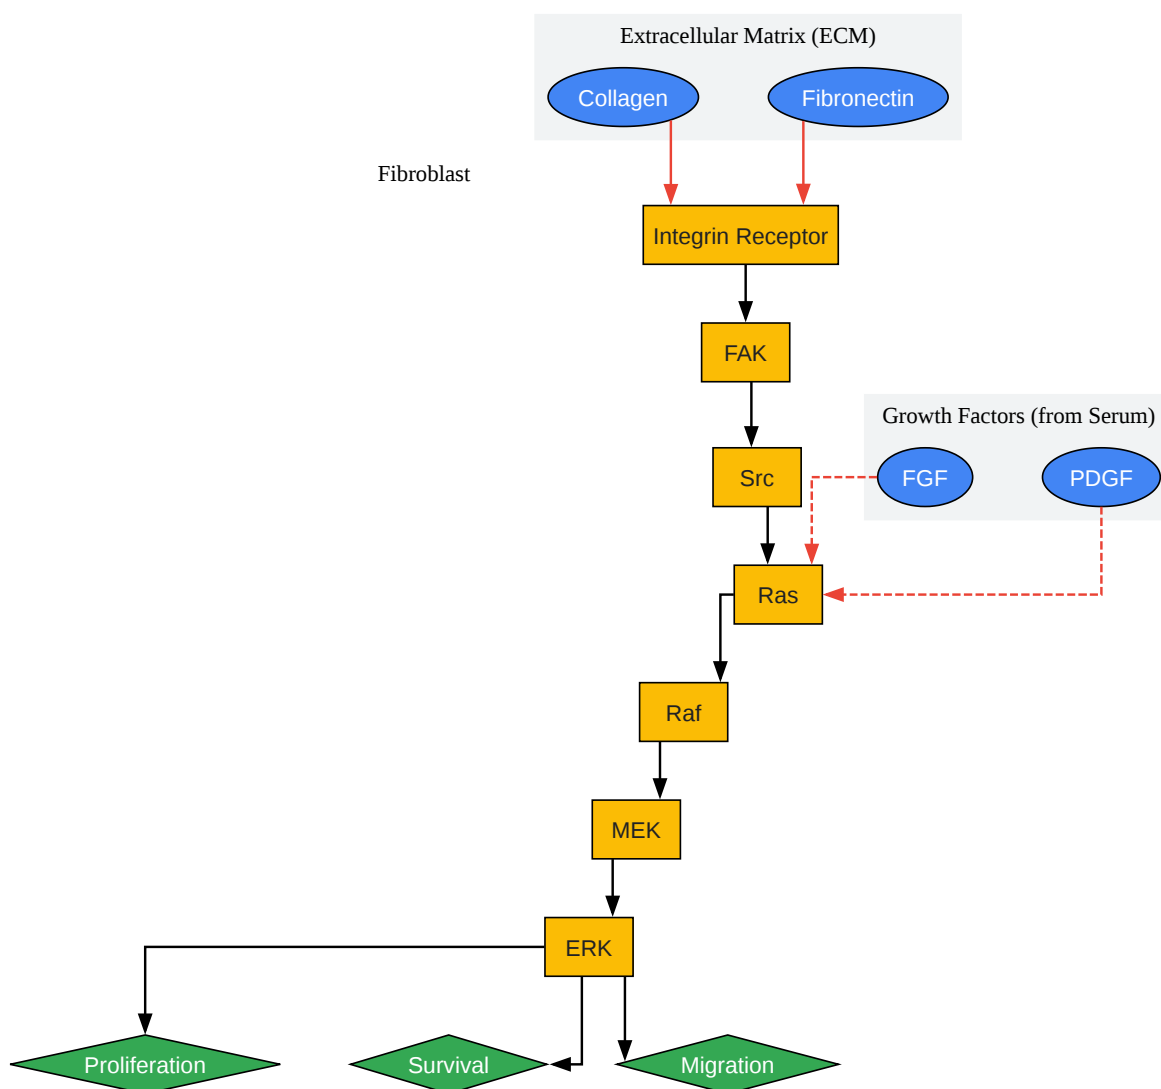 Extracellular Matrix (ECM)
Collagen
Fibronectin
Fibroblast
Integrin Receptor
FAK
Growth Factors (from Serum)
Src
FGF
PDGF
Ras
Raf
MEK
ERK
Proliferation
Survival
Migration